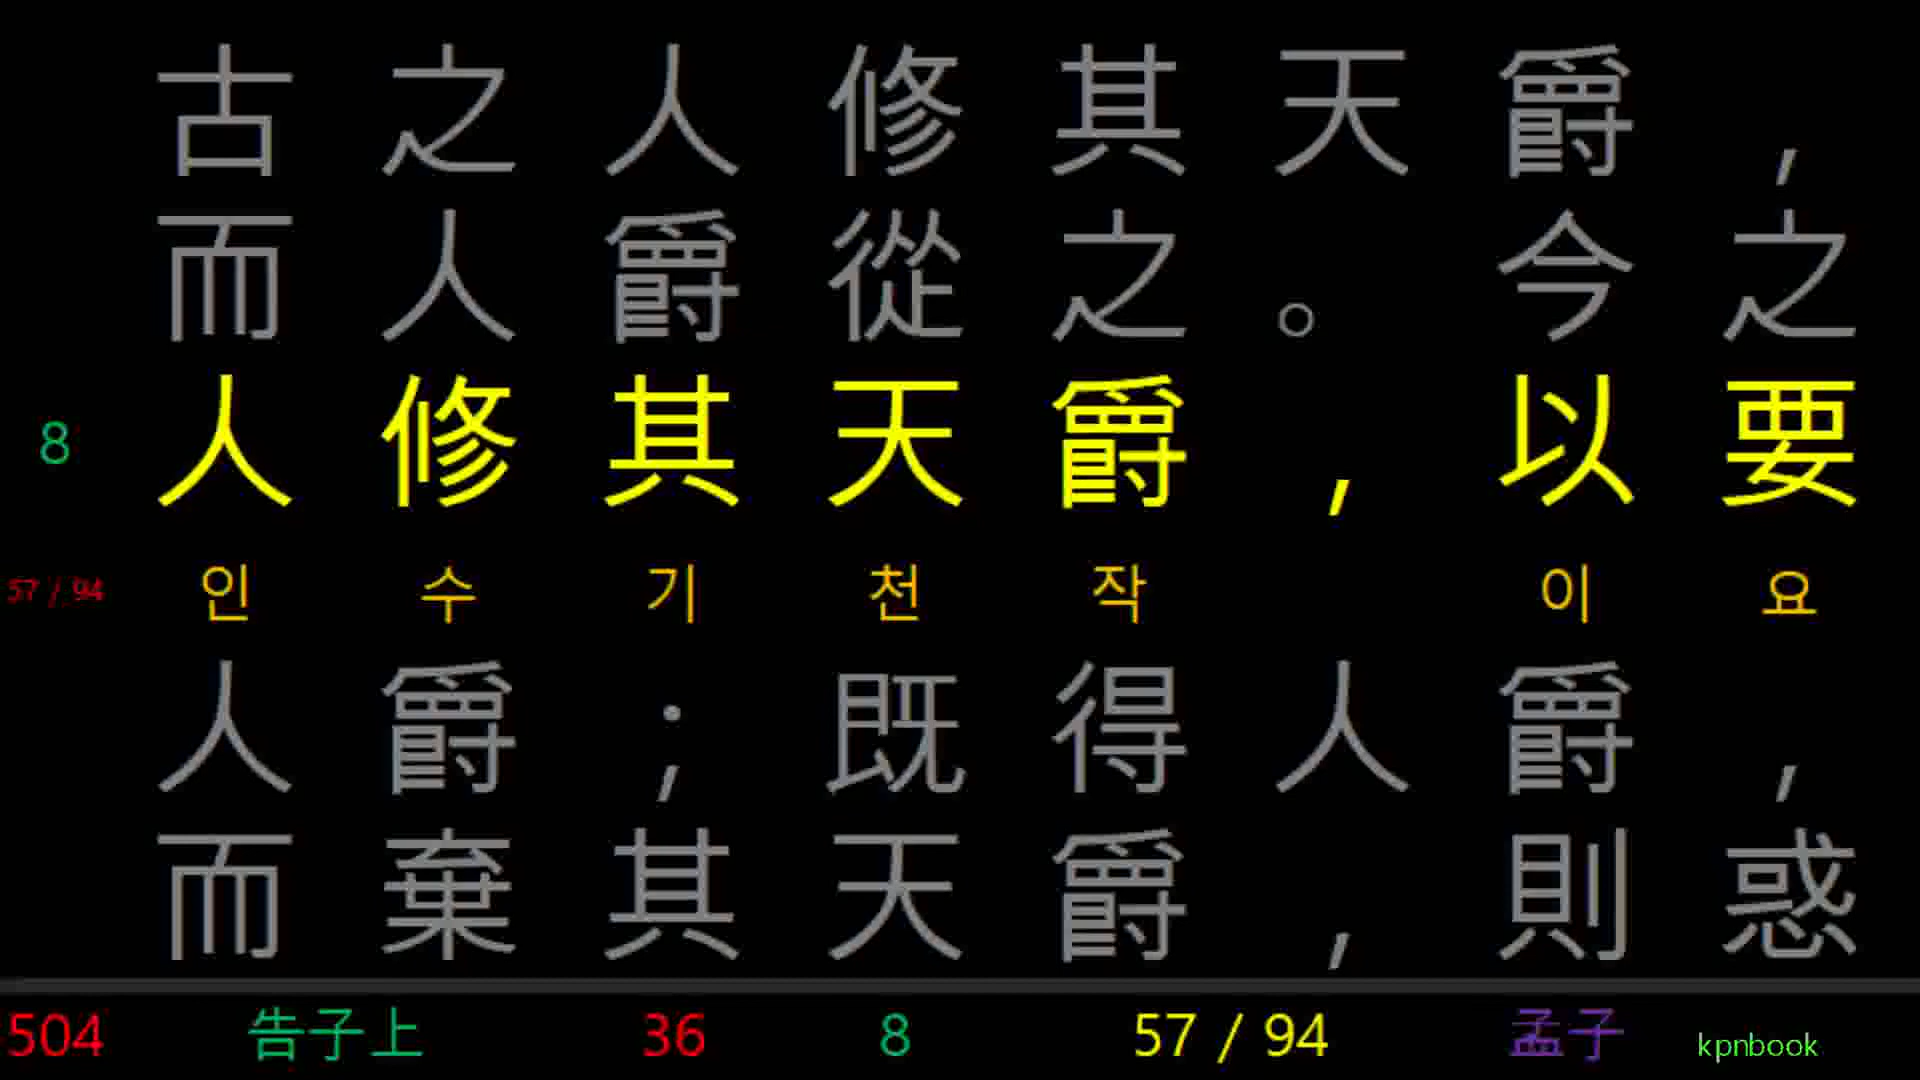 古之人修其天爵,
而人爵從之。今之
8 人修其天爵,以要
57 / 94 인 수 기 천 작 이 요
人爵;既得人爵,
而棄其天爵,則惑
504 告子上 36 8 57 / 94 孟子 kpnbook